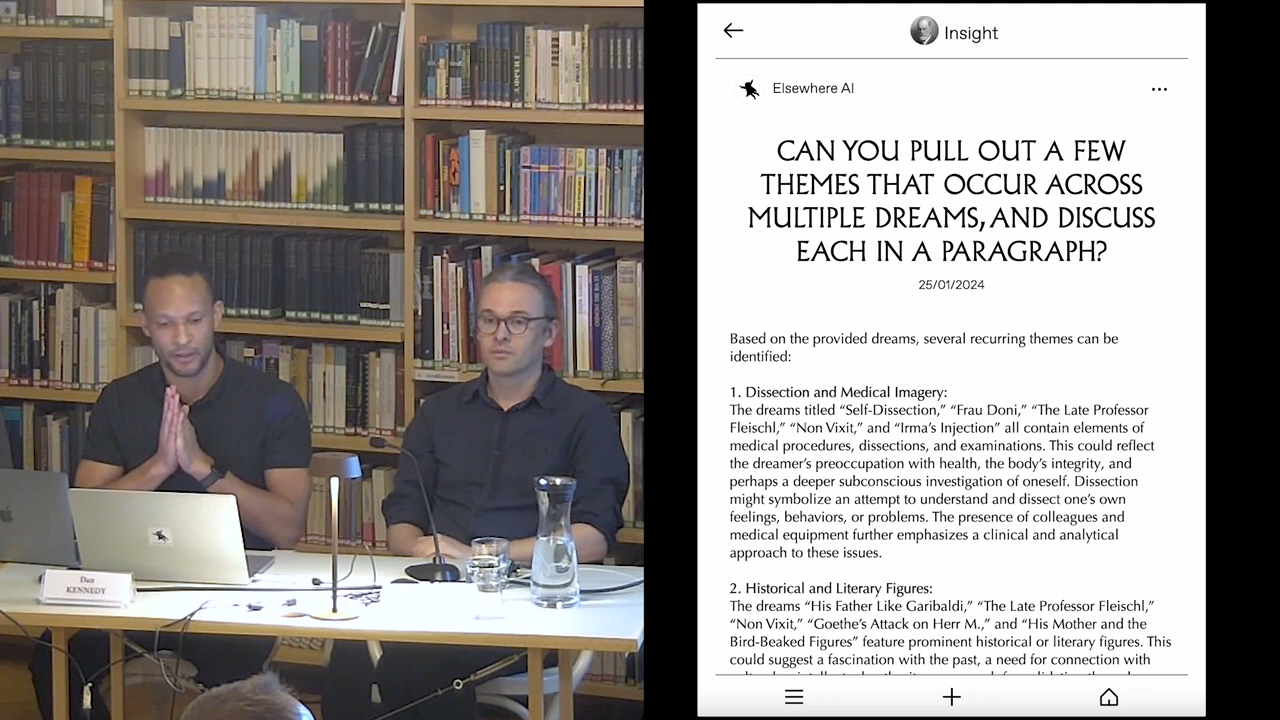 Insight
Elsewhere AI
CAN YOU PULL OUT A FEW
THEMES THAT OCCUR ACROSS
MULTIPLE DREAMS, AND DISCUSS
EACH IN A PARAGRAPH?
25/01/2024
Based on the provided dreams, several recurring themes can be
identified:
1. Dissection and Medical Imagery:
The dreams titled “Self-Dissection,” “Frau Doni,” “The Late Professor
Fleischl,” “Non Vixit,” and “Irma’s Injection” all contain elements of
medical procedures, dissections, and examinations. This could reflect
the dreamer’s preoccupation with health, the body’s integrity, and
perhaps a deeper subconscious investigation of oneself. Dissection
might symbolize an attempt to understand and dissect one’s own
feelings, behaviors, or problems. The presence of colleagues and
medical equipment further emphasizes a clinical and analytical
approach to these issues.
2. Historical and Literary Figures:
The dreams “His Father Like Garibaldi,” “The Late Professor Fleischl,”
“Non Vixit,” “Goethe’s Attack on Herr M.,” and “His Mother and the
Bird-Beaked Figures” feature prominent historical or literary figures. This
could suggest a fascination with the past, a need for connection with
Dan
KENNEDY